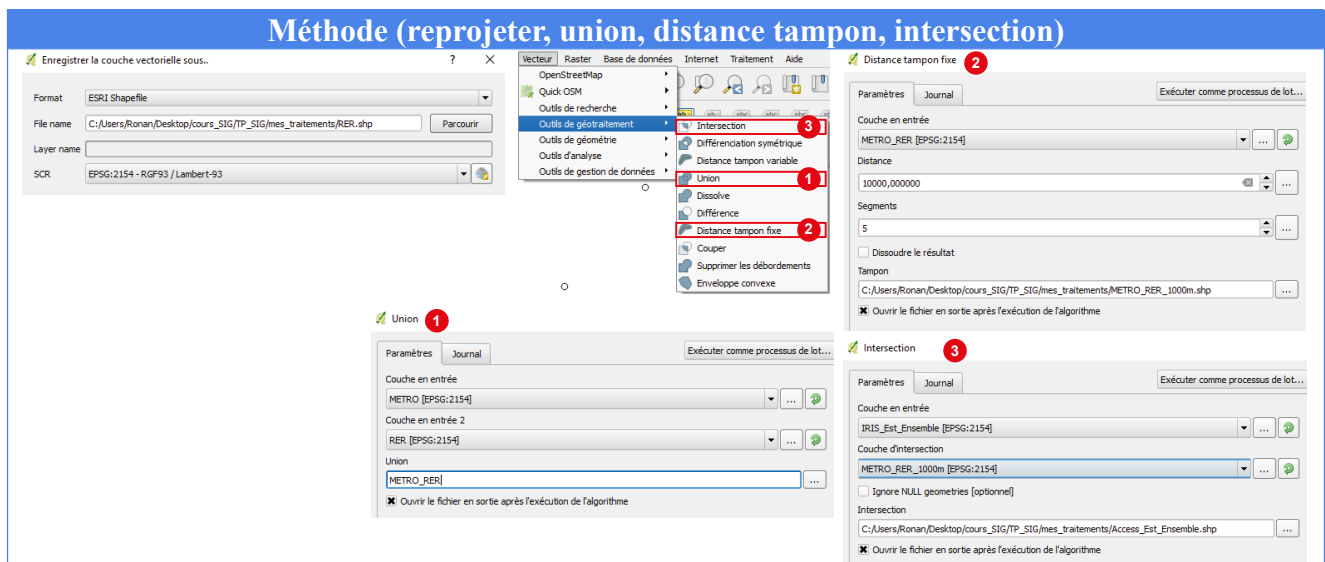 Méthode (reprojeter, union, distance tampon, intersection)
Enregistrer la couche vectorielle sous.. ? ×
Format ESRI Shapefile
File name C:/Users/Ronan/Desktop/cours_SIG/TP_SIG/mes_traitements/RER.shp Parcourir
Layer name
SCR EPSG:2154 - RGF93 / Lambert-93
Vecteur Raster Base de données Internet Traitement Aide
OpenStreetMap
Quick OSM
Outils de recherche
Outils de géotraitement
Outils de géométrie
Outils d'analyse
Outils de gestion de données
Intersection 3
Différenciation symétrique
Distance tampon variable
Union 1
Dissolve
Différence
Distance tampon fixe 2
Couper
Supprimer les débordements
Enveloppe convexe
Distance tampon fixe 2
Paramètres Journal Exécuter comme processus de lot...
Couche en entrée
METRO_RER [EPSG:2154] ...
Distance
10000,000000 ...
Segments
5 ...
Dissoudre le résultat
Tampon
C:/Users/Ronan/Desktop/cours_SIG/TP_SIG/mes_traitements/METRO_RER_1000m.shp ...
Ouvrir le fichier en sortie après l'exécution de l'algorithme
Union 1
Paramètres Journal Exécuter comme processus de lot...
Couche en entrée
METRO [EPSG:2154] ...
Couche en entrée 2
RER [EPSG:2154] ...
Union
METRO_RER ...
Ouvrir le fichier en sortie après l'exécution de l'algorithme
Intersection 3
Paramètres Journal Exécuter comme processus de lot...
Couche en entrée
IRIS_Est_Ensemble [EPSG:2154] ...
Couche d'intersection
METRO_RER_1000m [EPSG:2154] ...
Ignore NULL geometries [optionnel]
Intersection
C:/Users/Ronan/Desktop/cours_SIG/TP_SIG/mes_traitements/Access_Est_Ensemble.shp ...
Ouvrir le fichier en sortie après l'exécution de l'algorithme